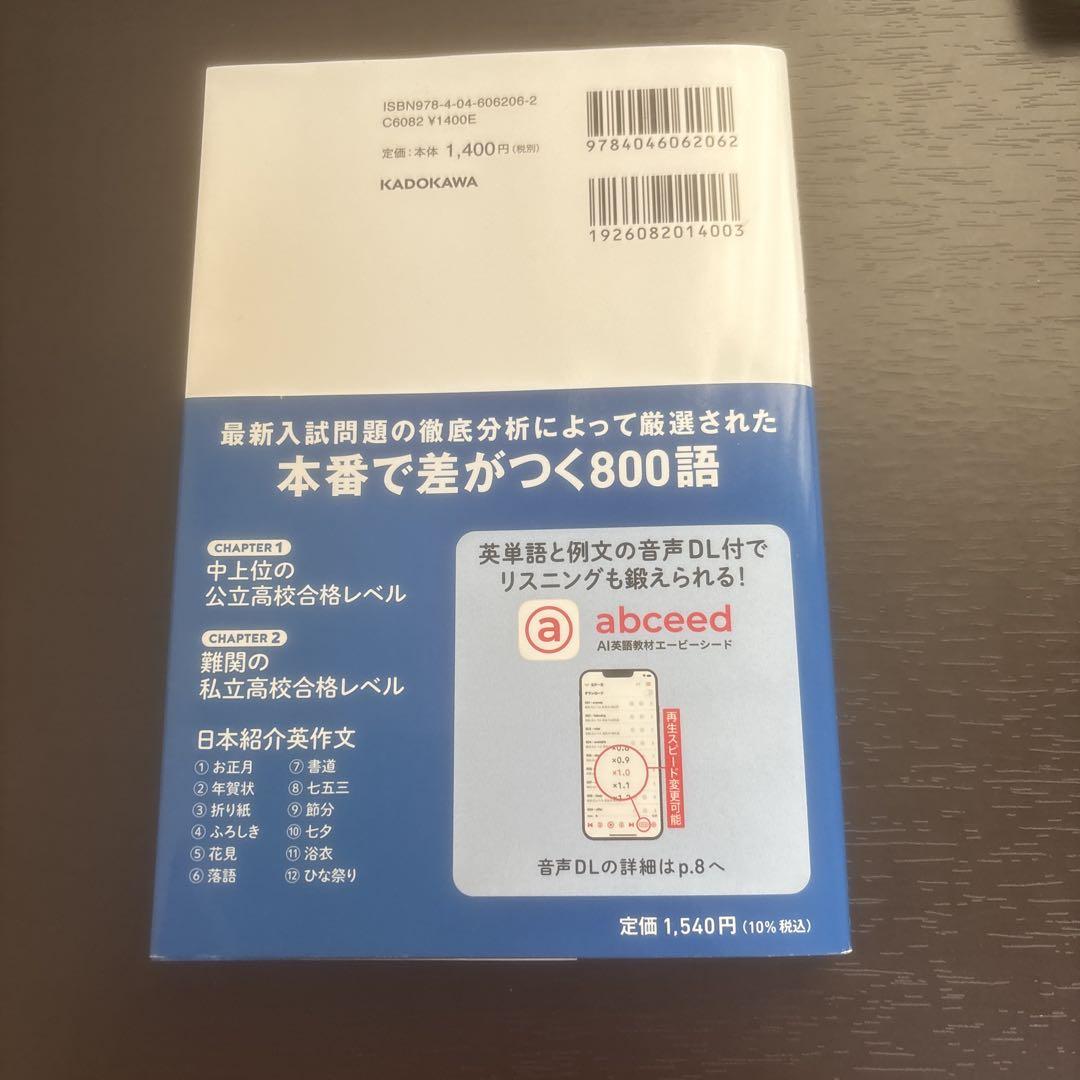 ISBN978-4-04-606206-2
C6082 ¥1400E
定価：本体 1,400円（税別）
KADOKAWA
9784046062062
1926082014003
最新入試問題の徹底分析によって厳選された
本番で差がつく800語
CHAPTER 1
中上位の
公立高校合格レベル
CHAPTER 2
難関の
私立高校合格レベル
日本紹介英作文
① お正月
② 年賀状
③ 折り紙
④ ふろしき
⑤ 花見
⑥ 落語
⑦ 書道
⑧ 七五三
⑨ 節分
⑩ 七夕
⑪ 浴衣
⑫ ひな祭り
英単語と例文の音声DL付で
リスニングも鍛えられる！
a
abceed
AI英語教材エービーシード
ダウンロード
×0.9
×1.0
×1.1
再生スピード変更可能
音声DLの詳細はp.8へ
定価 1,540円（10%税込）